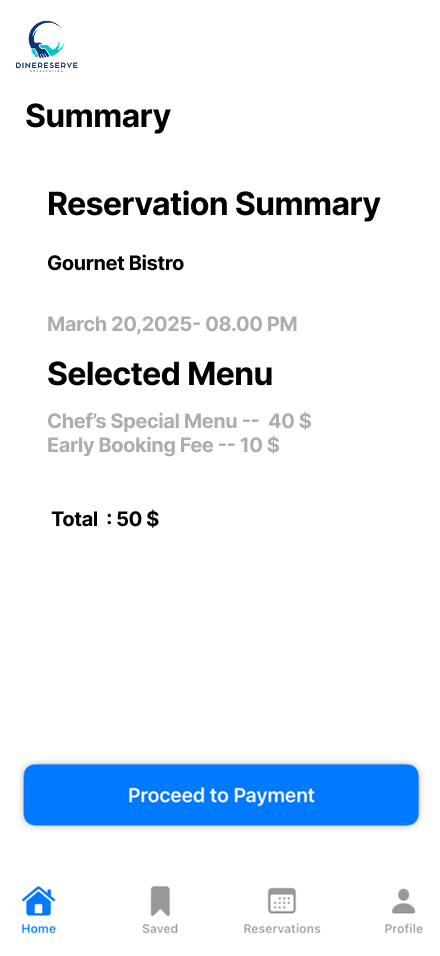 DINERESERVE
RESERVATION
Summary
Reservation Summary
Gournet Bistro
March 20,2025- 08.00 PM
Selected Menu
Chef's Special Menu -- 40 $
Early Booking Fee -- 10 $
Total : 50 $
Proceed to Payment
Home Saved Reservations Profile